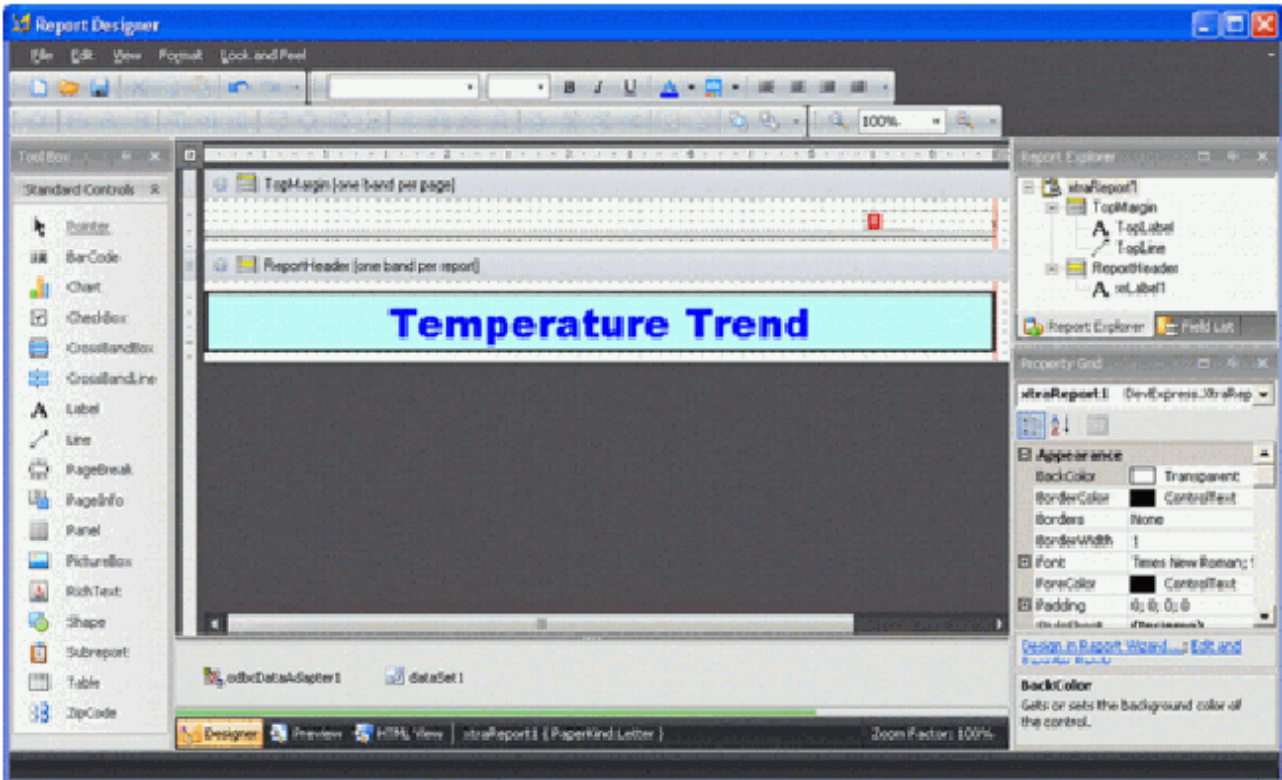 Report Designer
File Edit View Format Look and Feel
B I U A
100%
Tool Box
Report Explorer
Standard Controls
TopMargin [one band per page]
xtraReport1
TopMargin
Pointer
TopLabel
BarCode
TopLine
ReportHeader [one band per report]
ReportHeader
Chart
xeLabel1
CheckBox
Temperature Trend
Report Explorer Field List
CrossBandBox
Property Grid
CrossBandLine
xtraReport1 DevExpress.XtraRep
Label
Line
Appearance
PageBreak
BackColor Transparent
PageInfo
BorderColor ControlText
Borders None
Panel
BorderWidth 1
PictureBox
Font Times New Roman;
RichText
ForeColor ControlText
Padding 0; 0; 0; 0
Shape
Subreport
Design in Report Wizard...; Edit and
odbcDataAdapter1 dataSet1
Table
BackColor
ZipCode
Gets or sets the background color of
the control.
Designer Preview HTML View xtraReport1 { PaperKind:Letter } Zoom Factor: 100%